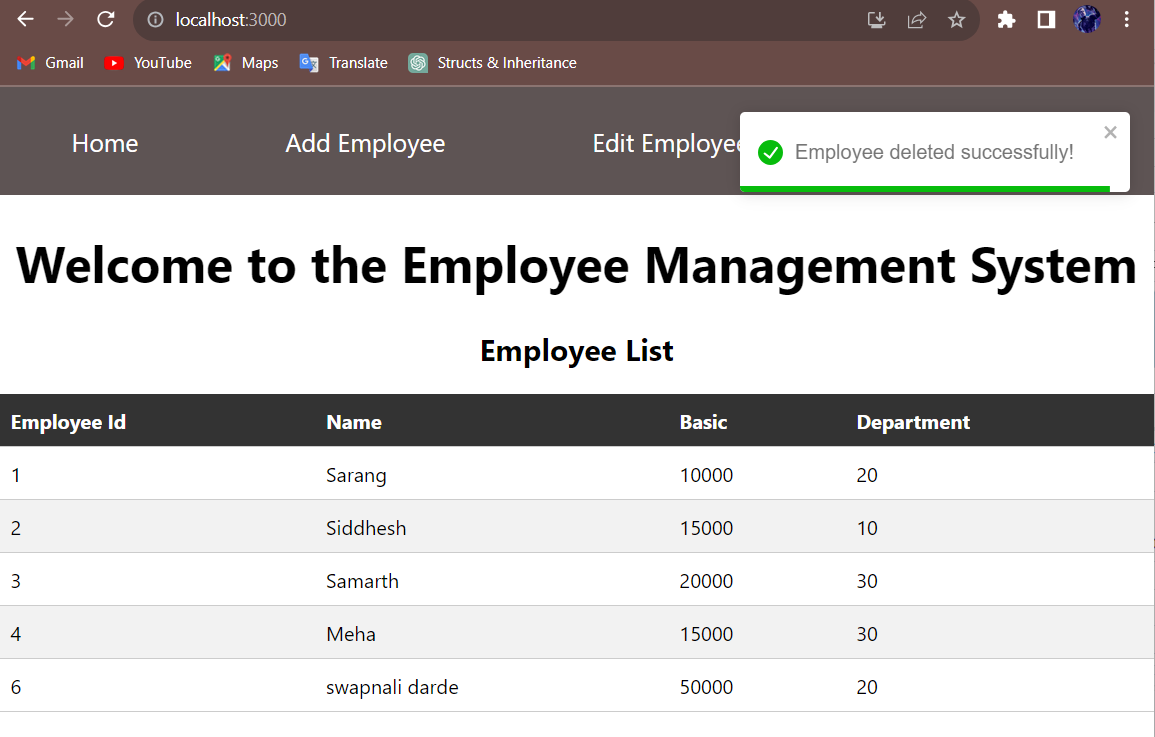 localhost:3000
Gmail YouTube Maps Translate Structs & Inheritance
Home Add Employee Edit Employee
Employee deleted successfully!
Welcome to the Employee Management System
Employee List
Employee Id Name Basic Department
1 Sarang 10000 20
2 Siddhesh 15000 10
3 Samarth 20000 30
4 Meha 15000 30
6 swapnali darde 50000 20